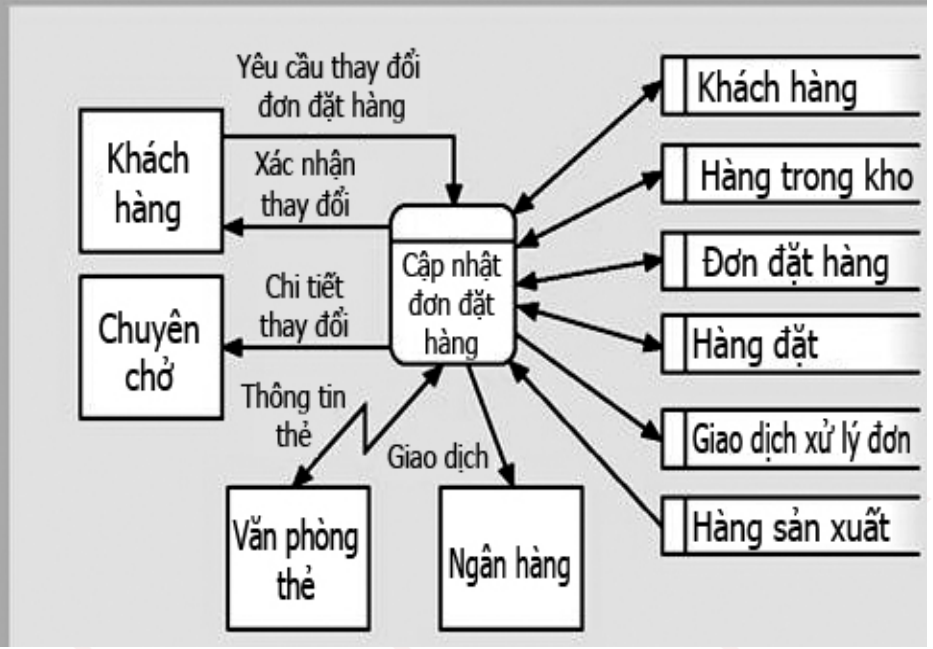 Yêu cầu thay đổi
đơn đặt hàng
Khách
hàng
Xác nhận
thay đổi
Chuyên
chở
Chi tiết
thay đổi
Cập nhật
đơn đặt
hàng
Thông tin
thẻ
Giao dịch
Văn phòng
thẻ
Ngân hàng
Khách hàng
Hàng trong kho
Đơn đặt hàng
Hàng đặt
Giao dịch xử lý đơn
Hàng sản xuất